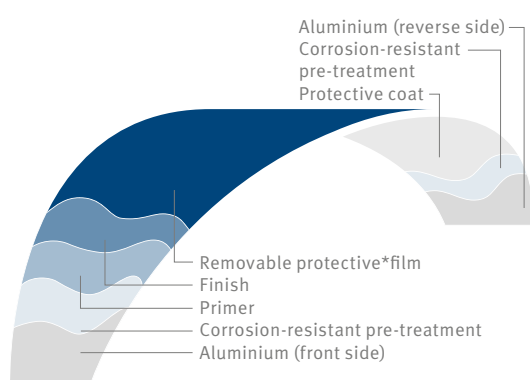 Aluminium (reverse side)
Corrosion-resistant
pre-treatment
Protective coat
Removable protective*film
Finish
Primer
Corrosion-resistant pre-treatment
Aluminium (front side)